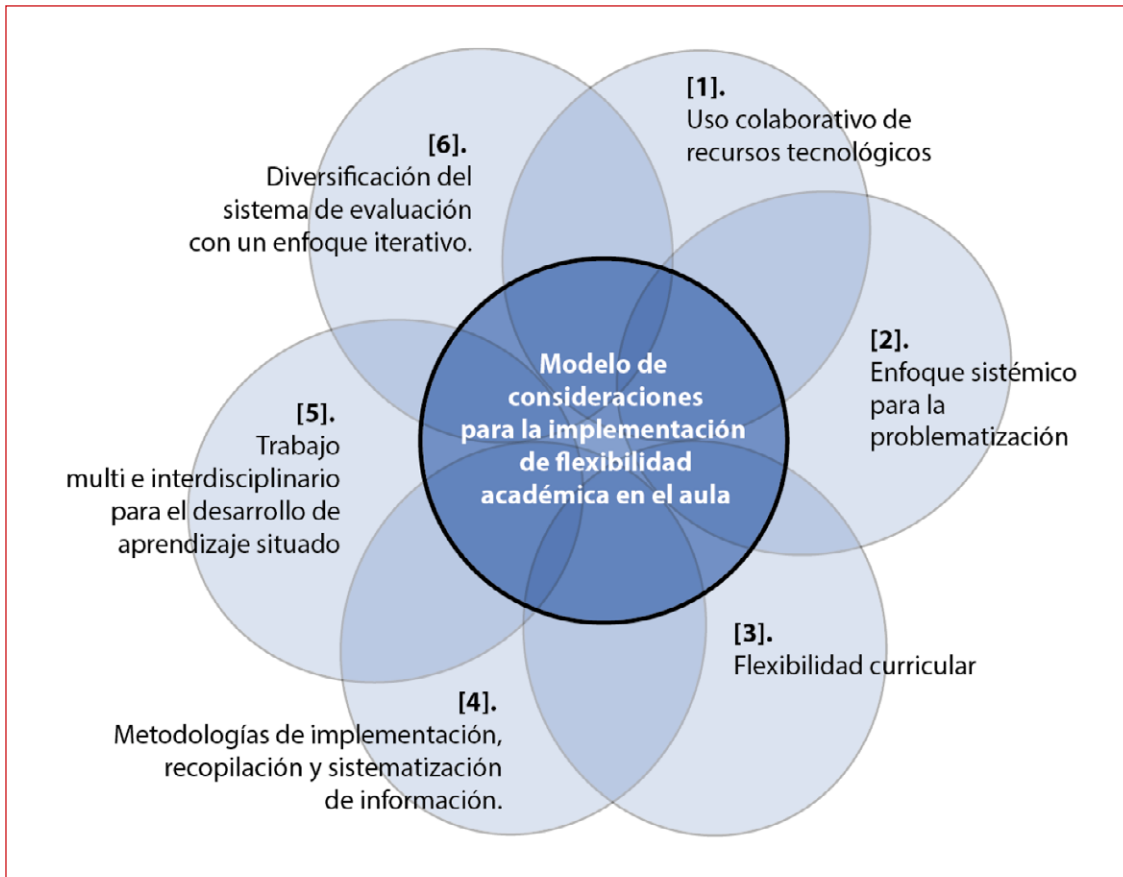 [1].
Uso colaborativo de
recursos tecnológicos
[2].
Enfoque sistémico
para la
problematización
[3].
Flexibilidad curricular
[4].
Metodologías de implementación,
recopilación y sistematización
de información.
[5].
Trabajo
multi e interdisciplinario
para el desarrollo de
aprendizaje situado
[6].
Diversificación del
sistema de evaluación
con un enfoque iterativo.
Modelo de
consideraciones
para la implementación
de flexibilidad
académica en el aula